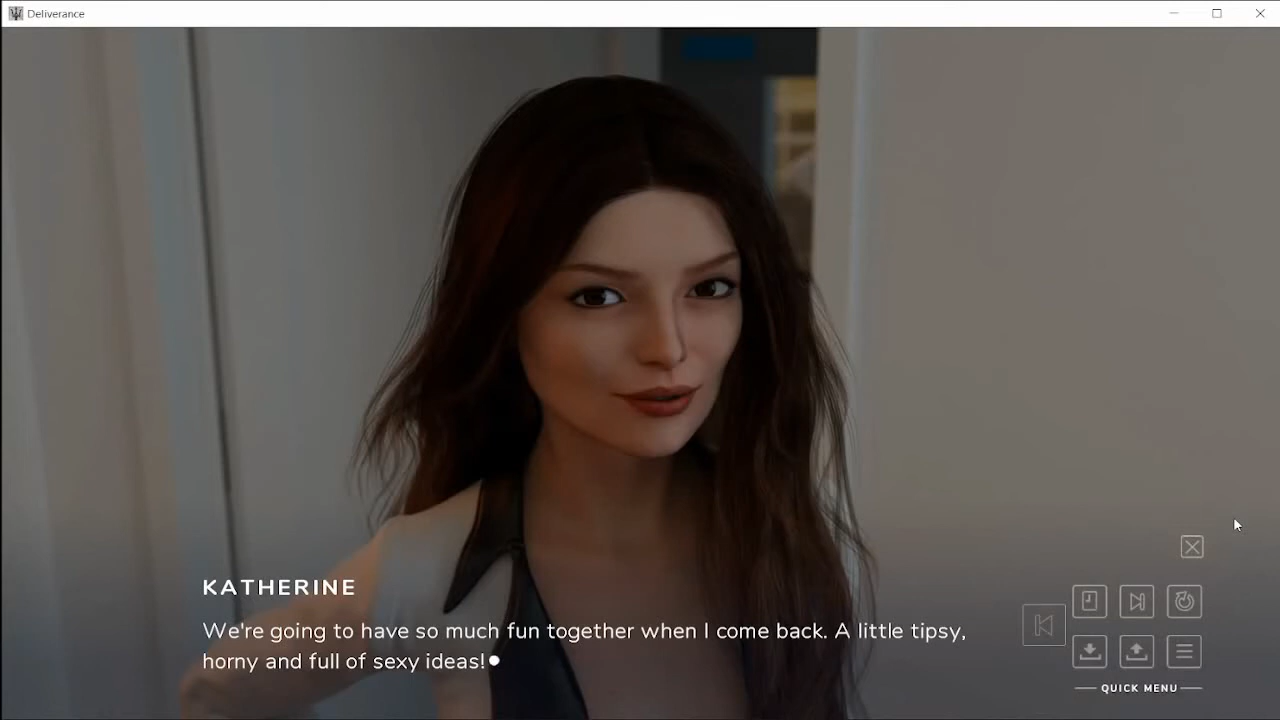 Deliverance
KATHERINE
We're going to have so much fun together when I come back. A little tipsy,
horny and full of sexy ideas!
QUICK MENU